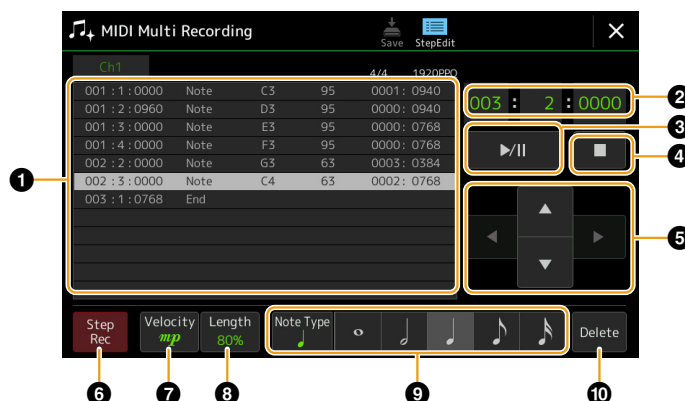 MIDI Multi Recording
Save StepEdit
Ch1
4/4 1920PPQ
001 :1:0000 Note C3 95 0001: 0940
001 :2:0960 Note D3 95 0000: 0940
001 :3:0000 Note E3 95 0000: 0768
001 :4:0000 Note F3 95 0000: 0768
002 :2:0000 Note G3 63 0003: 0384
002 :3:0000 Note C4 63 0002: 0768
003 :1:0768 End
003 : 2 : 0000
1
2
3
4
5
Step Rec
Velocity
mp
Length
80%
Note Type
Delete
6
7
8
9
10